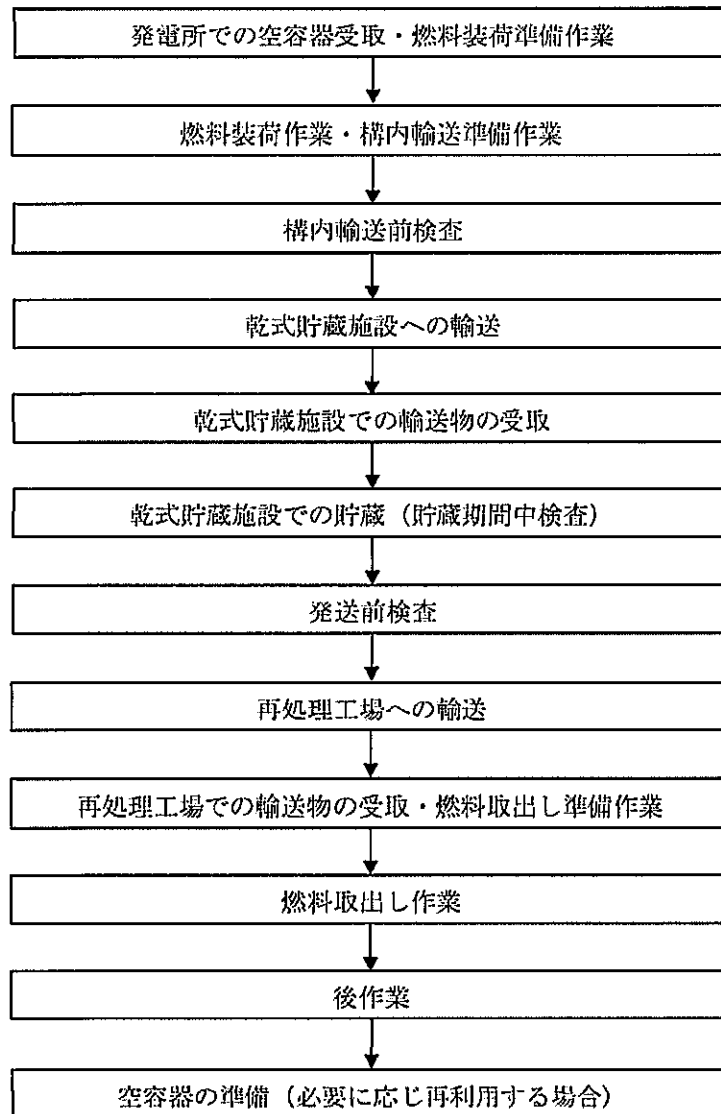 発電所での空容器受取・燃料装荷準備作業
燃料装荷作業・構内輸送準備作業
構内輸送前検査
乾式貯蔵施設への輸送
乾式貯蔵施設での輸送物の受取
乾式貯蔵施設での貯蔵（貯蔵期間中検査）
発送前検査
再処理工場への輸送
再処理工場での輸送物の受取・燃料取出し準備作業
燃料取出し作業
後作業
空容器の準備（必要に応じ再利用する場合）